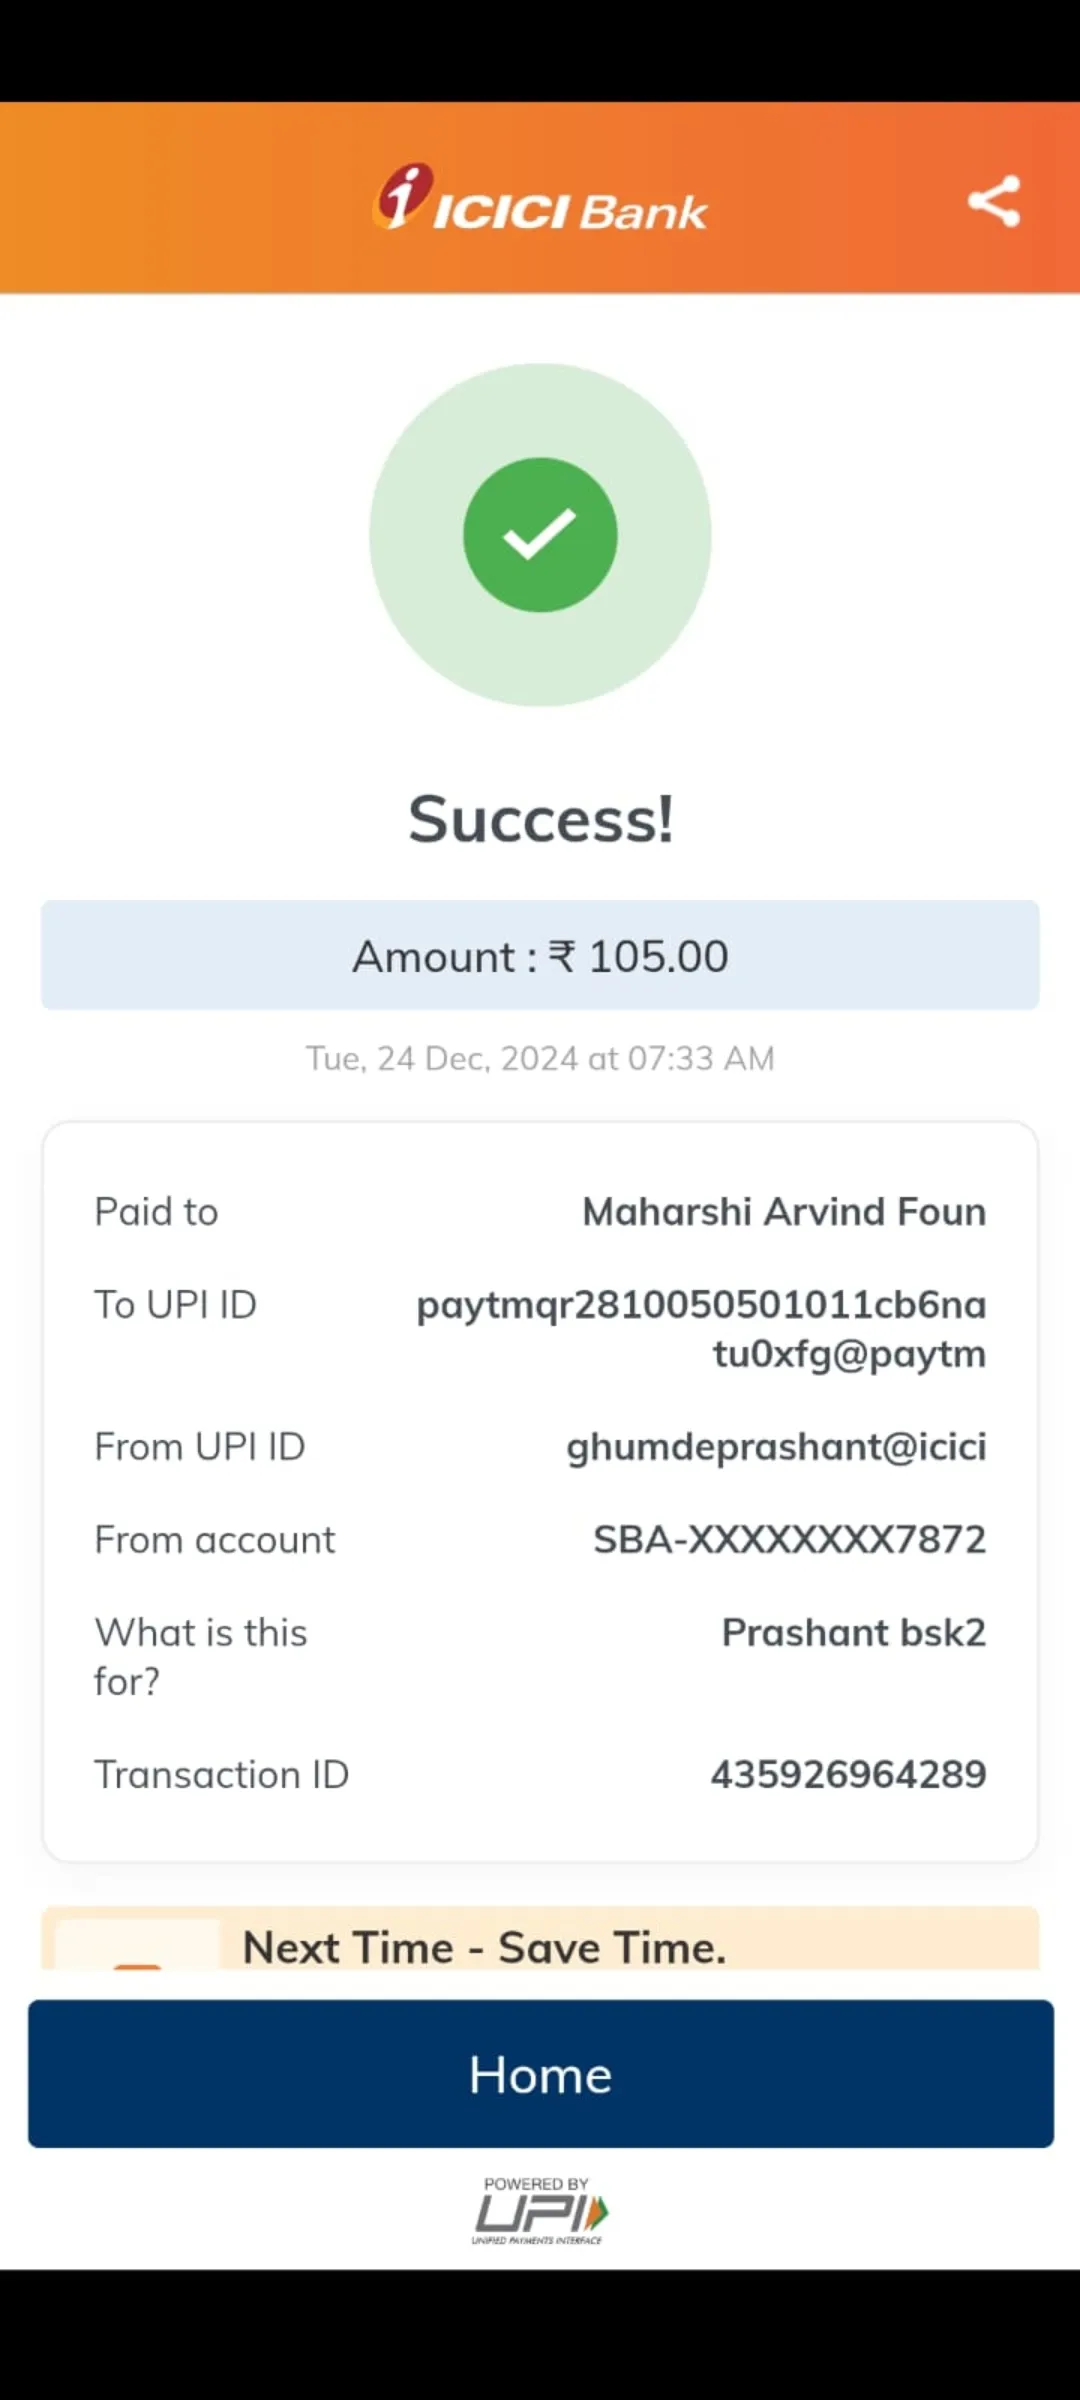 ICICI Bank
Success!
Amount : ₹ 105.00
Tue, 24 Dec, 2024 at 07:33 AM
Paid to Maharshi Arvind Foun
To UPI ID paytmqr2810050501011cb6na
tu0xfg@paytm
From UPI ID ghumdeprashant@icici
From account SBA-XXXXXXXX7872
What is this for? Prashant bsk2
Transaction ID 435926964289
Next Time - Save Time.
Home
POWERED BY
UPI
UNIFIED PAYMENTS INTERFACE